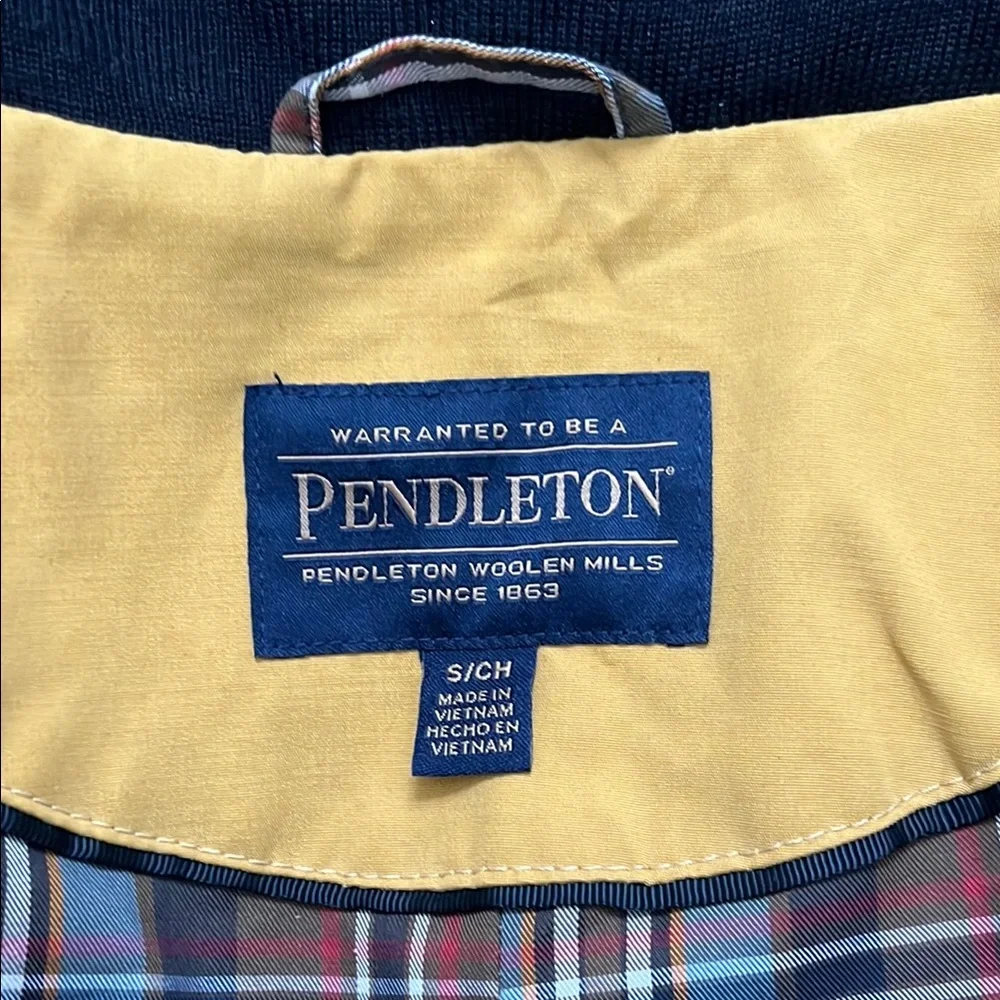 WARRANTED TO BE A
PENDLETON®
PENDLETON WOOLEN MILLS
SINCE 1863
S/CH
MADE IN
VIETNAM
HECHO EN
VIETNAM